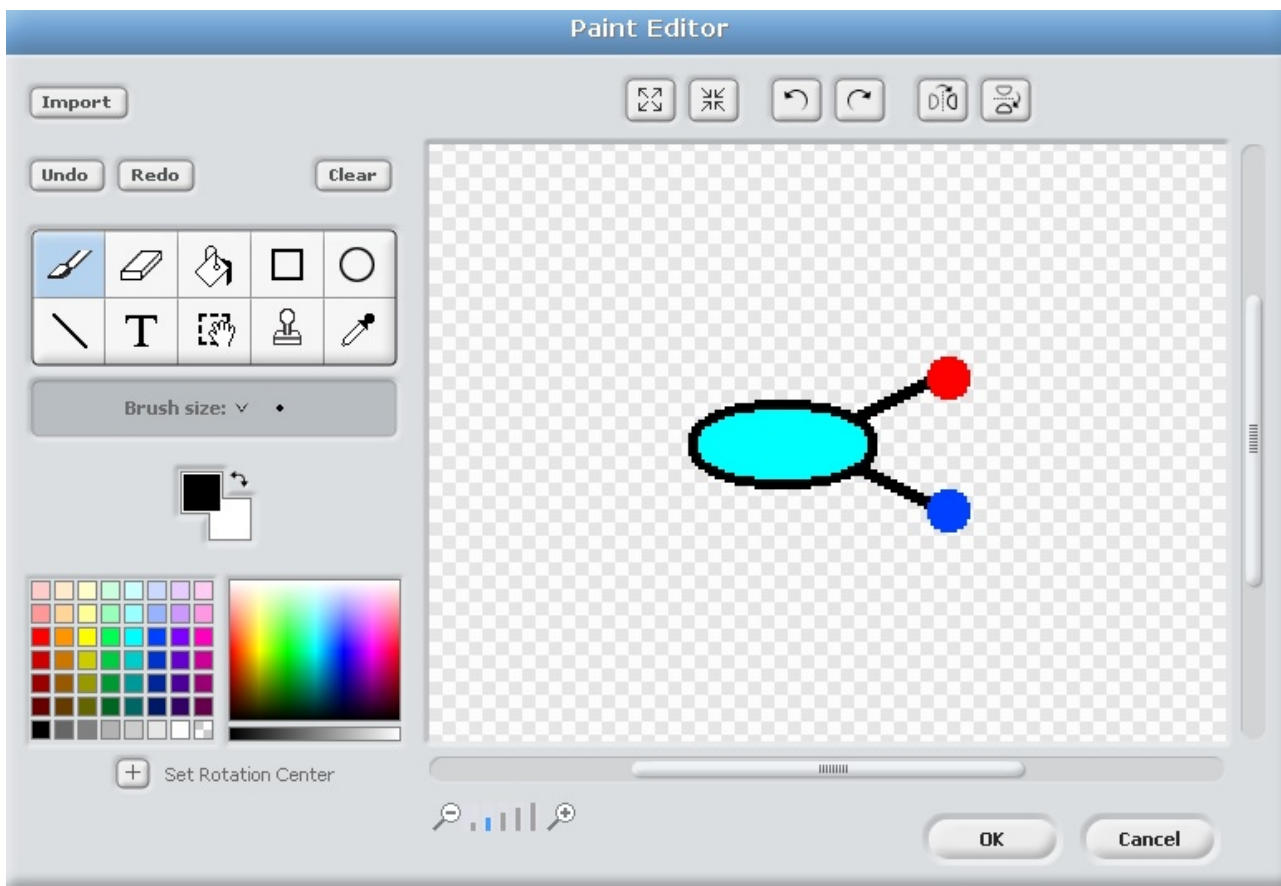 Paint Editor
Import
Undo Redo Clear
T
Brush size:
Set Rotation Center
OK Cancel